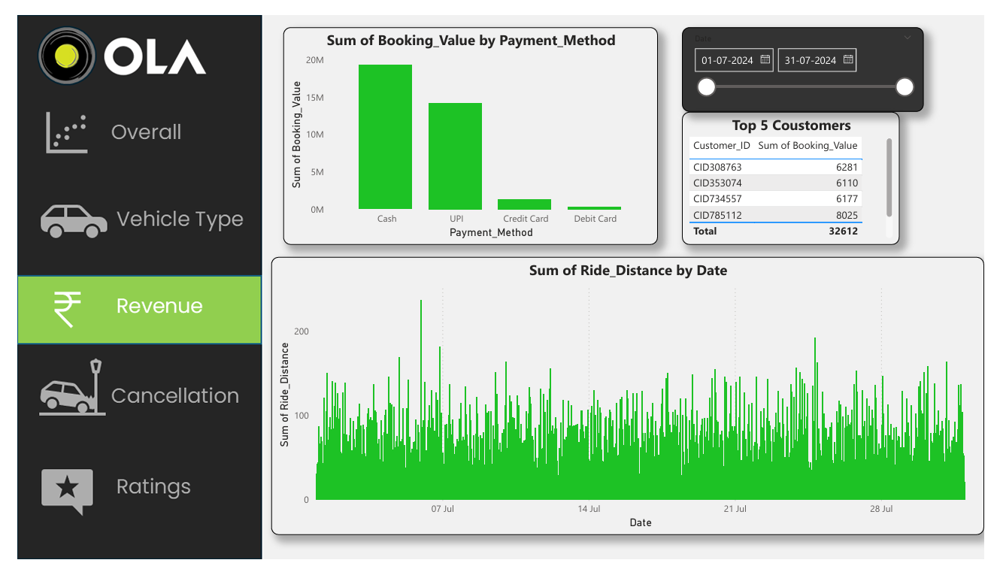 OLA
Overall
Vehicle Type
Revenue
Cancellation
Ratings
Sum of Booking_Value by Payment_Method
Sum of Booking_Value
20M
15M
10M
5M
0M
Cash UPI Credit Card Debit Card
Payment_Method
Date
01-07-2024 31-07-2024
Top 5 Coustomers
Customer_ID Sum of Booking_Value
CID308763 6281
CID353074 6110
CID734557 6177
CID785112 8025
Total 32612
Sum of Ride_Distance by Date
Sum of Ride_Distance
200
100
0
07 Jul 14 Jul 21 Jul 28 Jul
Date